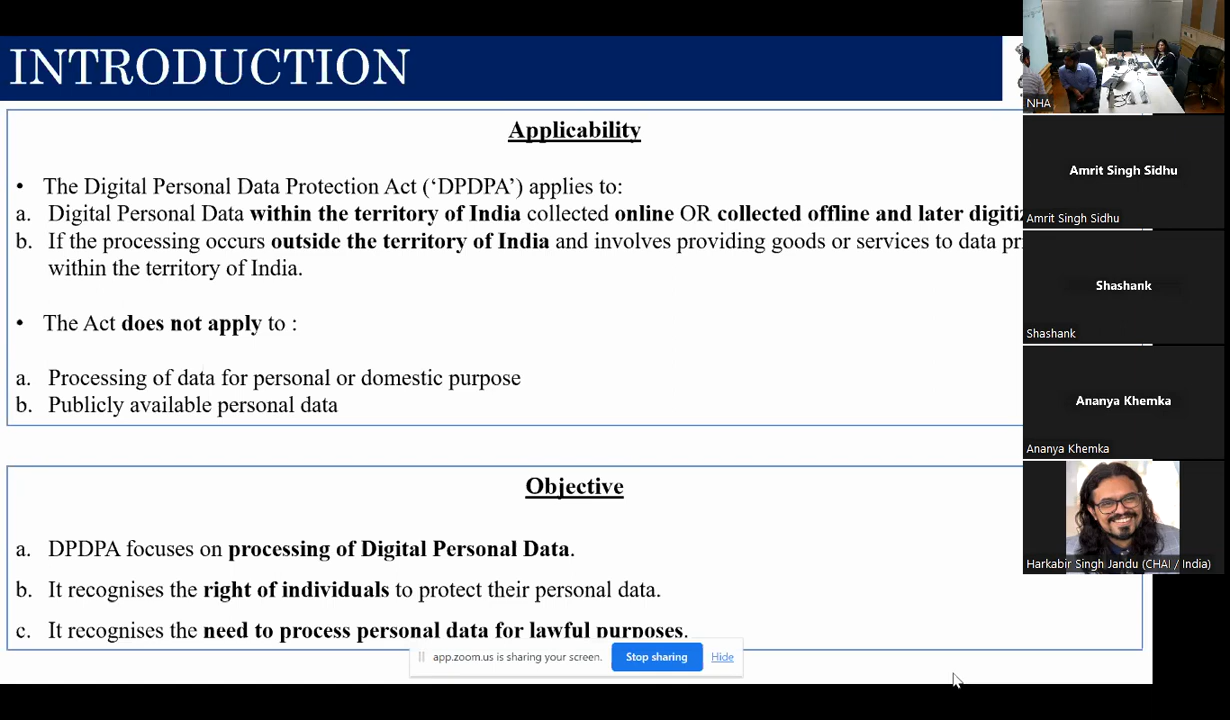 INTRODUCTION
Applicability
• The Digital Personal Data Protection Act (‘DPDPA’) applies to:
a. Digital Personal Data within the territory of India collected online OR collected offline and later
b. If the processing occurs outside the territory of India and involves providing goods or services to data
within the territory of India.
• The Act does not apply to :
a. Processing of data for personal or domestic purpose
b. Publicly available personal data
Objective
a. DPDPA focuses on processing of Digital Personal Data.
b. It recognises the right of individuals to protect their personal data.
c. It recognises the need to process personal data for lawful purposes.
app.zoom.us is sharing your screen.
Stop sharing
Hide
NHA
Amrit Singh Sidhu
Amrit Singh Sidhu
Shashank
Shashank
Ananya Khemka
Ananya Khemka
Harkabir Singh Jandu (CHAI / India)